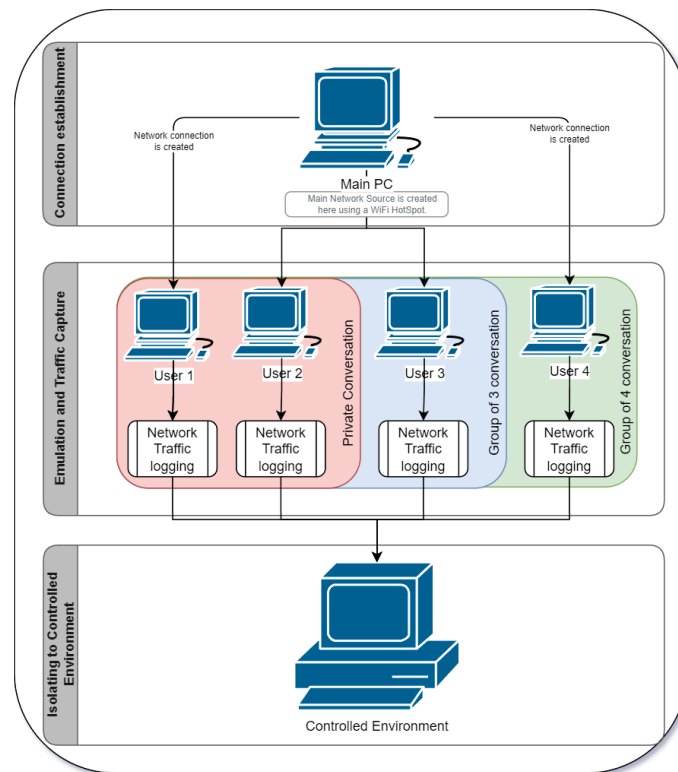 Connection establishment
Network connection
is created
Network connection
is created
Main PC
Main Network Source is created
here using a WiFi HotSpot.
Emulation and Traffic Capture
User 1
User 2
User 3
User 4
Private Conversation
Group of 3 conversation
Group of 4 conversation
Network
Traffic
logging
Network
Traffic
logging
Network
Traffic
logging
Network
Traffic
logging
Isolating to Controlled
Environment
Controlled Environment